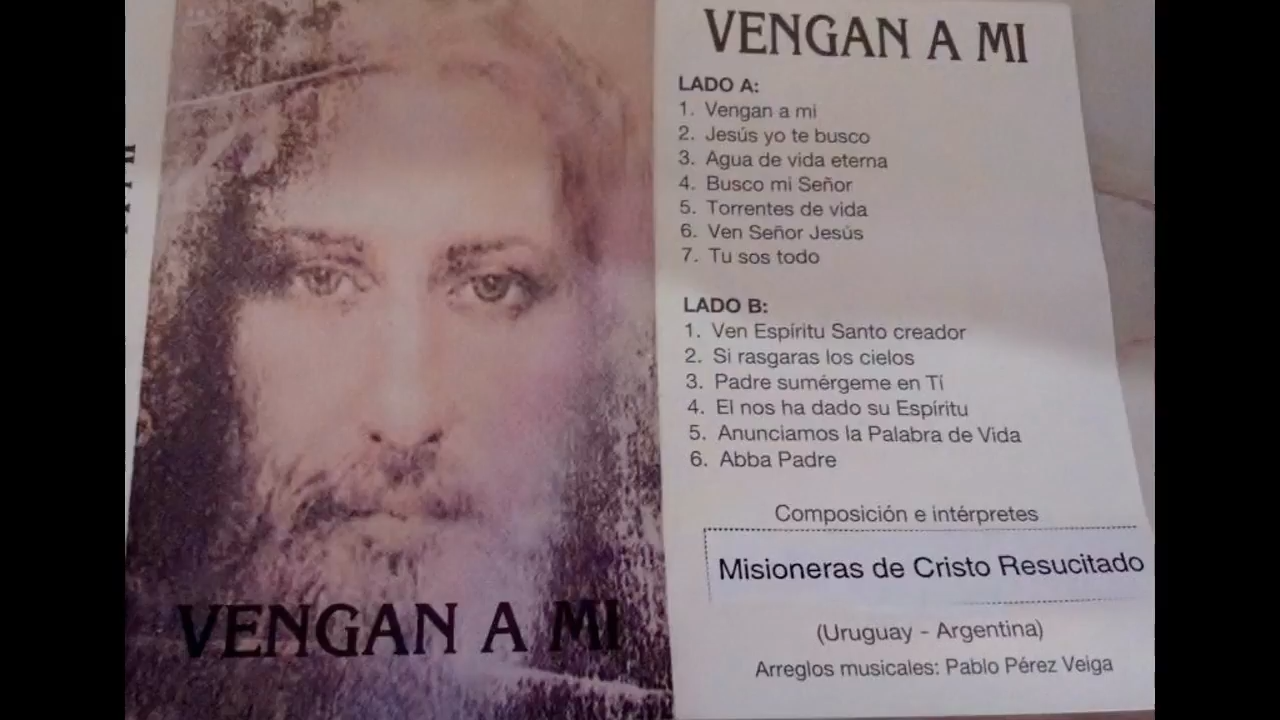 VENGAN A MI
VENGAN A MI
LADO A:
1. Vengan a mi
2. Jesús yo te busco
3. Agua de vida eterna
4. Busco mi Señor
5. Torrentes de vida
6. Ven Señor Jesús
7. Tu sos todo
LADO B:
1. Ven Espíritu Santo creador
2. Si rasgaras los cielos
3. Padre sumérgeme en Tí
4. El nos ha dado su Espíritu
5. Anunciamos la Palabra de Vida
6. Abba Padre
Composición e intérpretes
Misioneras de Cristo Resucitado
(Uruguay - Argentina)
Arreglos musicales: Pablo Pérez Veiga